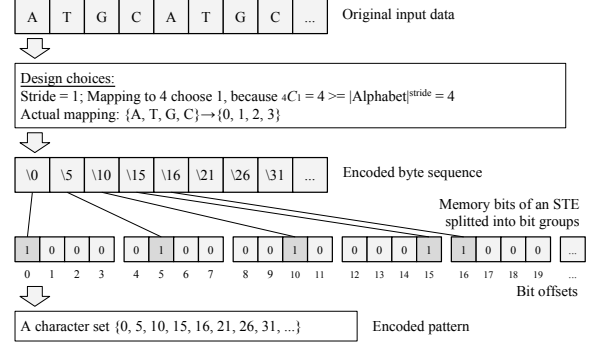 A T G C A T G C ... Original input data
Design choices:
Stride = 1; Mapping to 4 choose 1, because ₄C₁ = 4 >= |Alphabet|ˢᵗʳⁱᵈᵉ = 4
Actual mapping: {A, T, G, C}→{0, 1, 2, 3}
\0 \5 \10 \15 \16 \21 \26 \31 ... Encoded byte sequence
Memory bits of an STE
splitted into bit groups
1 0 0 0 0 1 0 0 0 0 1 0 0 0 0 1 1 0 0 0 ...
0 1 2 3 4 5 6 7 8 9 10 11 12 13 14 15 16 17 18 19 ...
Bit offsets
A character set {0, 5, 10, 15, 16, 21, 26, 31, ...} Encoded pattern